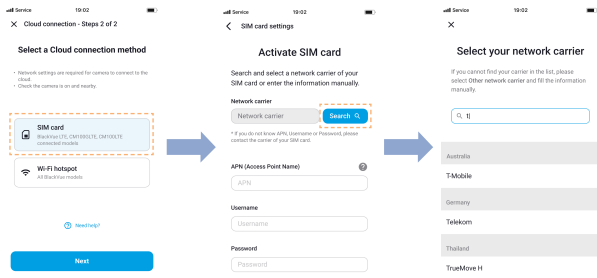 Service 19:02
Cloud connection - Steps 2 of 2
Select a Cloud connection method
• Network settings are required for camera to connect to the
cloud.
• Check the camera is on and nearby.
SIM card
BlackVue LTE, CM100GLTE, CM100LTE
connected models
Wi-Fi hotspot
All BlackVue models
Need help?
Next
Service 19:02
SIM card settings
Activate SIM card
Search and select a network carrier of your
SIM card or enter the information manually.
Network carrier
Network carrier Search
* If you do not know APN, Username or Password, please
contact the carrier of your SIM card.
APN (Access Point Name) ?
APN
Username
Username
Password
Password
Service 19:02
Select your network carrier
If you cannot find your carrier in the list, please
select Other network carrier and fill the information
manually.
t
Australia
T-Mobile
Germany
Telekom
Thailand
TrueMove H